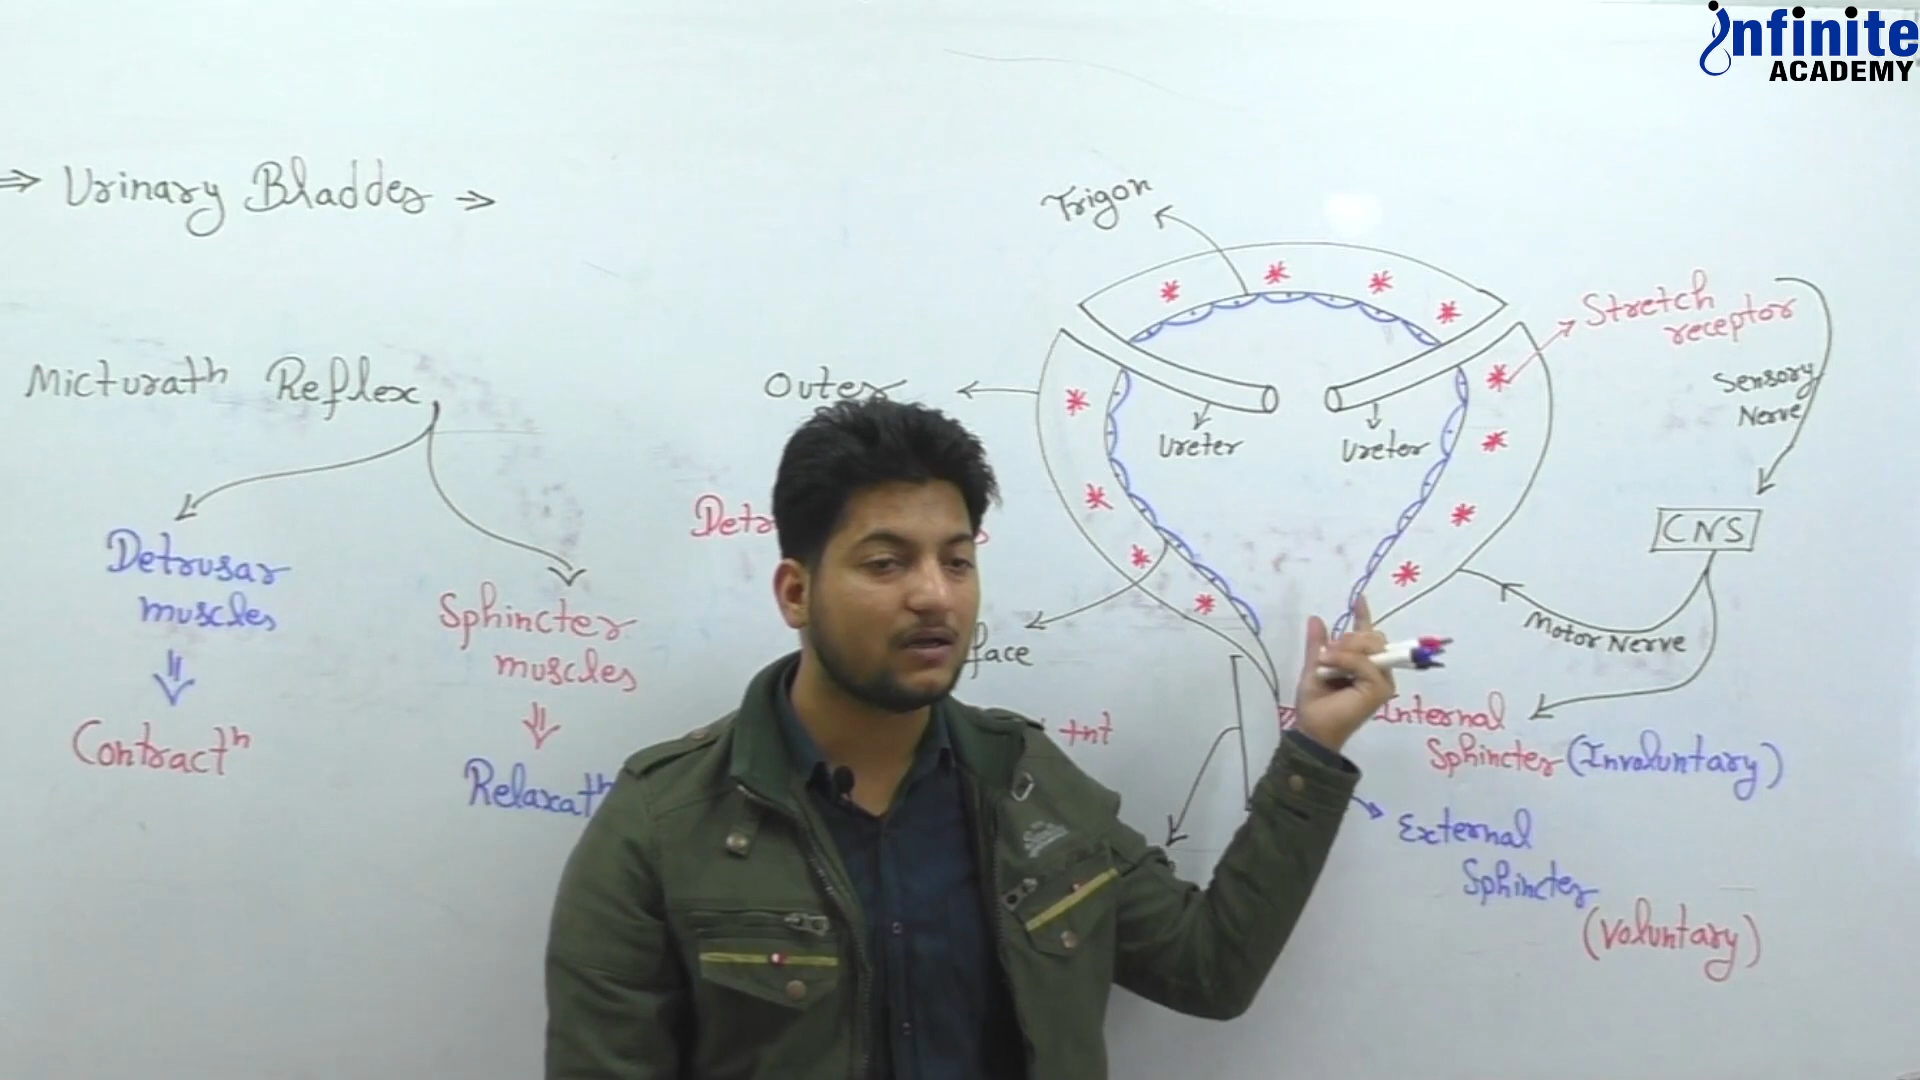 infinite
ACADEMY
⇒ Urinary Bladder →
Micturatⁿ Reflex
Detrusar
muscles
⇓
Contractⁿ
Sphincter
muscles
⇓
Relaxatⁿ
Trigon
Outer
Ureter
Ureter
Stretch
receptor
Sensory
Nerve
CNS
Motor Nerve
Internal
Sphincter (Involuntary)
External
Sphincter
(Voluntary)